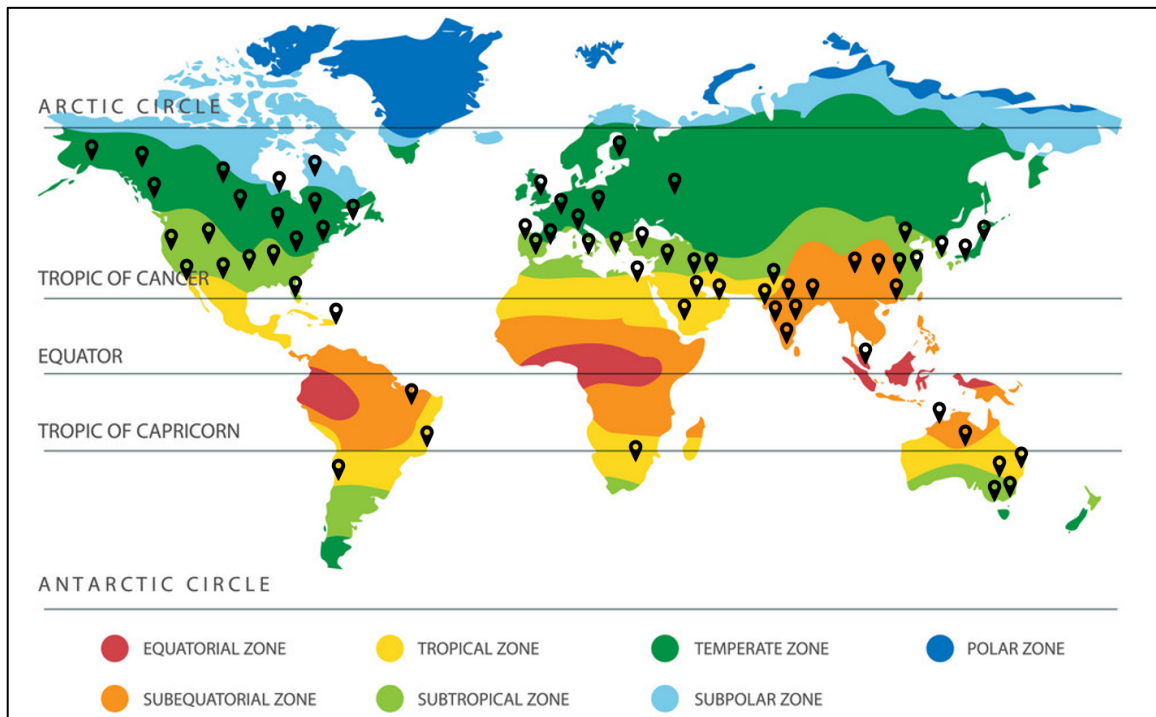 ARCTIC CIRCLE
TROPIC OF CANCER
EQUATOR
TROPIC OF CAPRICORN
ANTARCTIC CIRCLE
EQUATORIAL ZONE
TROPICAL ZONE
TEMPERATE ZONE
POLAR ZONE
SUBEQUATORIAL ZONE
SUBTROPICAL ZONE
SUBPOLAR ZONE